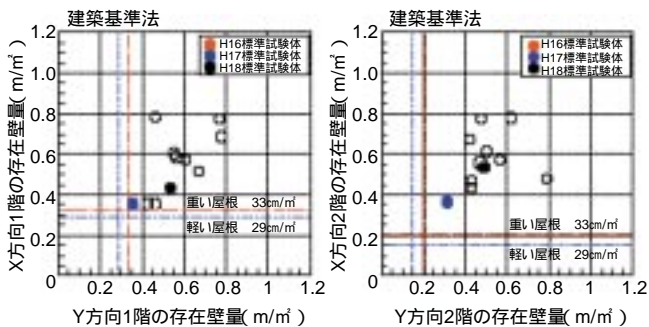 建築基準法
1.2
1.0
0.8
0.6
0.4
0.2
0
X方向1階の存在壁量( m/㎡ )
H16標準試験体
H17標準試験体
H18標準試験体
重い屋根 33㎝/㎡
軽い屋根 29㎝/㎡
0.2 0.4 0.6 0.8 1.0 1.2
Y方向1階の存在壁量( m/㎡ )
建築基準法
1.2
1.0
0.8
0.6
0.4
0.2
0
X方向2階の存在壁量( m/㎡ )
H16標準試験体
H17標準試験体
H18標準試験体
重い屋根 33㎝/㎡
軽い屋根 29㎝/㎡
0.2 0.4 0.6 0.8 1.0 1.2
Y方向2階の存在壁量( m/㎡ )